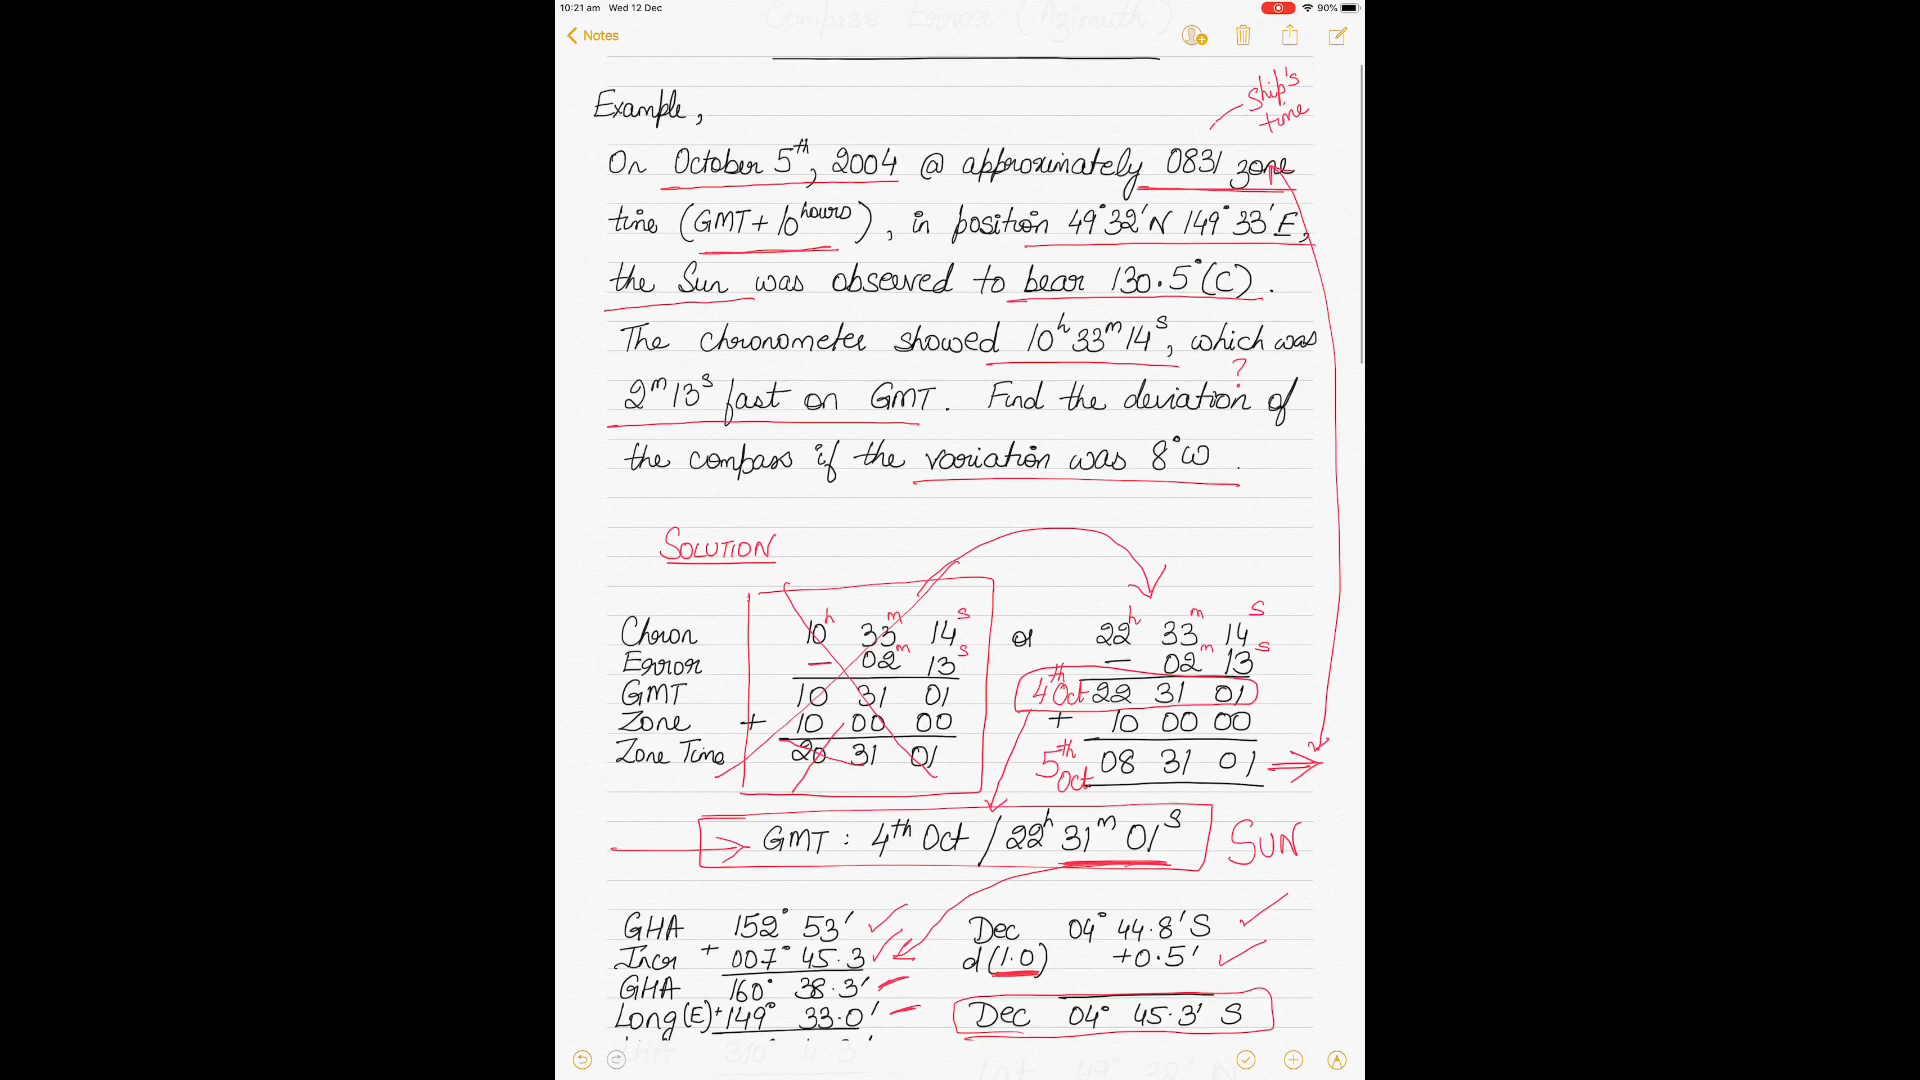 10:21 am Wed 12 Dec
90%
Compass Error (Azimuth)
Notes
Ship's
time
Example,
On October 5th, 2004 @ approximately 0831 zone
time (GMT + 10 hours), in position 49°32'N 149°33'E,
the Sun was observed to bear 130.5°(C).
The chronometer showed 10h 33m 14s, which was
?
2m 13s fast on GMT. Find the deviation of
the compass if the variation was 8°W.
SOLUTION
Chron 10h 33m 14s or 22h 33m 14s
Error - 02m 13s - 02m 13s
GMT 10 31 01 4th Oct 22 31 01
Zone + 10 00 00 + 10 00 00
Zone Time 20 31 01 5th Oct 08 31 01
GMT : 4th Oct / 22h 31m 01s SUN
GHA 152° 53' Dec 04° 44.8' S
Incr + 007° 45.3 d (1.0) +0.5'
GHA 160° 38.3'
Long (E) + 149° 33.0' Dec 04° 45.3' S